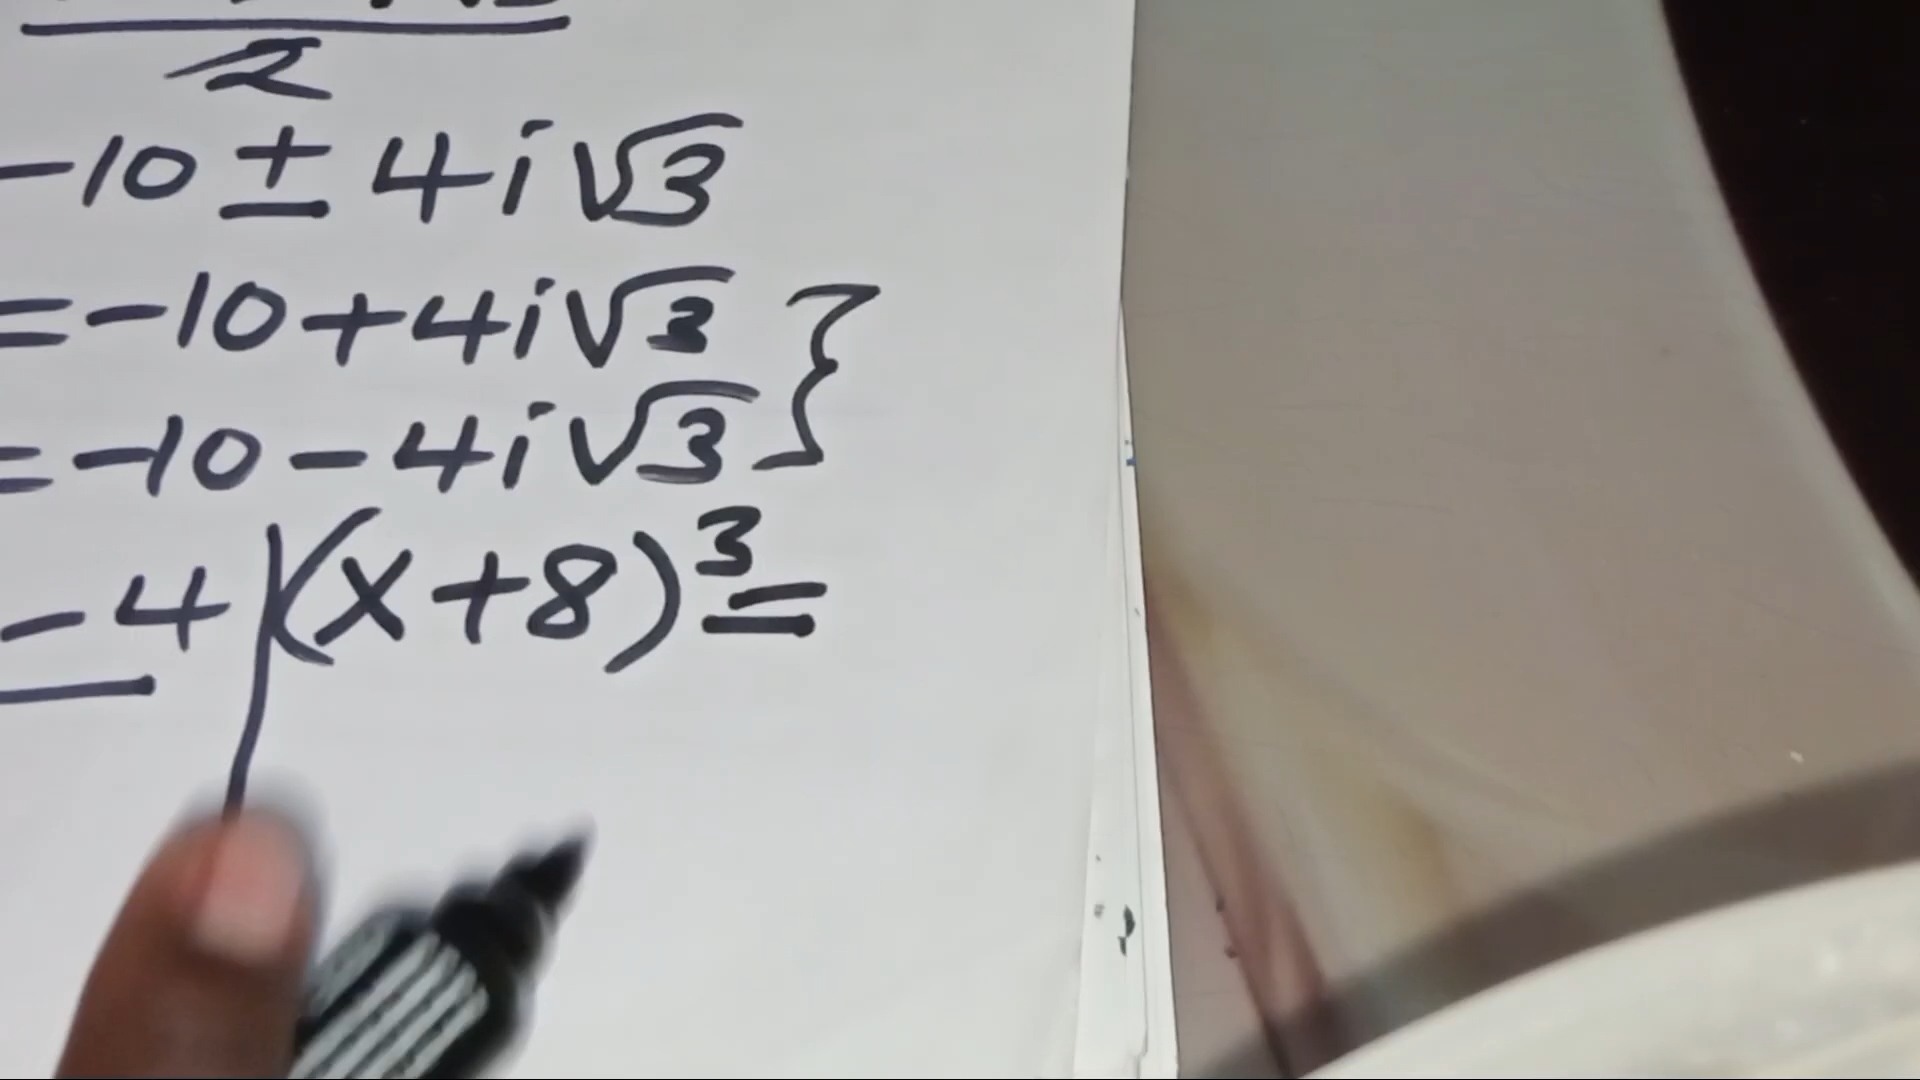 2
-10 ± 4i√3
= -10 + 4i√3 }
= -10 - 4i√3
- 4 | (x + 8)³ =